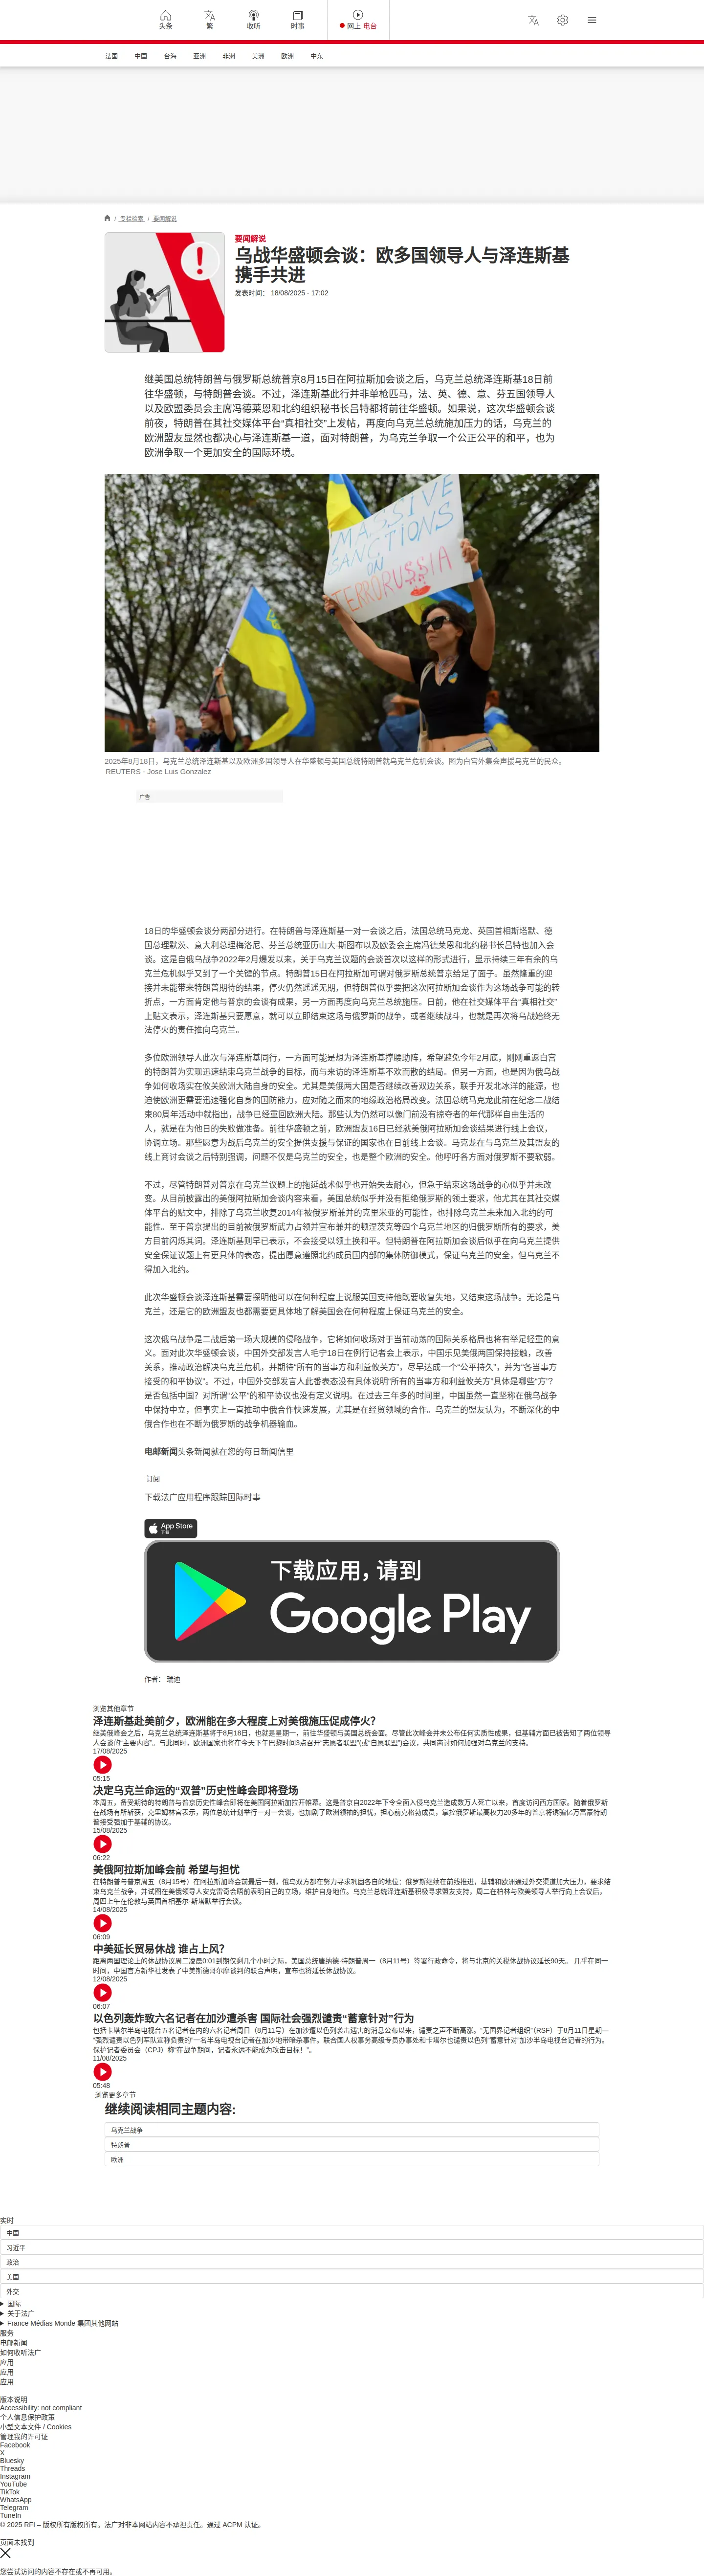 头条
繁
收听
时事
网上 电台
法国 中国 台海 亚洲 非洲 美洲 欧洲 中东
/ 专栏检索 / 要闻解说
要闻解说
乌战华盛顿会谈：欧多国领导人与泽连斯基
携手共进
发表时间： 18/08/2025 - 17:02
继美国总统特朗普与俄罗斯总统普京8月15日在阿拉斯加会谈之后，乌克兰总统泽连斯基18日前
往华盛顿，与特朗普会谈。不过，泽连斯基此行并非单枪匹马，法、英、德、意、芬五国领导人
以及欧盟委员会主席冯德莱恩和北约组织秘书长吕特都将前往华盛顿。如果说，这次华盛顿会谈
前夜，特朗普在其社交媒体平台“真相社交”上发帖，再度向乌克兰总统施加压力的话，乌克兰的
欧洲盟友显然也都决心与泽连斯基一道，面对特朗普，为乌克兰争取一个公正公平的和平，也为
欧洲争取一个更加安全的国际环境。
MASSIVE
SANCTIONS
ON
TERRORUSSIA
2025年8月18日，乌克兰总统泽连斯基以及欧洲多国领导人在华盛顿与美国总统特朗普就乌克兰危机会谈。图为白宫外集会声援乌克兰的民众。
REUTERS - Jose Luis Gonzalez
广告
18日的华盛顿会谈分两部分进行。在特朗普与泽连斯基一对一会谈之后，法国总统马克龙、英国首相斯塔默、德
国总理默茨、意大利总理梅洛尼、芬兰总统亚历山大-斯图布以及欧委会主席冯德莱恩和北约秘书长吕特也加入会
谈。这是自俄乌战争2022年2月爆发以来，关于乌克兰议题的会谈首次以这样的形式进行，显示持续三年有余的乌
克兰危机似乎又到了一个关键的节点。特朗普15日在阿拉斯加可谓对俄罗斯总统普京给足了面子。虽然隆重的迎
接并未能带来特朗普期待的结果，停火仍然遥遥无期，但特朗普似乎要把这次阿拉斯加会谈作为这场战争可能的转
折点，一方面肯定他与普京的会谈有成果，另一方面再度向乌克兰总统施压。日前，他在社交媒体平台“真相社交”
上贴文表示，泽连斯基只要愿意，就可以立即结束这场与俄罗斯的战争，或者继续战斗，也就是再次将乌战始终无
法停火的责任推向乌克兰。
多位欧洲领导人此次与泽连斯基同行，一方面可能是想为泽连斯基撑腰助阵，希望避免今年2月底，刚刚重返白宫
的特朗普为实现迅速结束乌克兰战争的目标，而与来访的泽连斯基不欢而散的结局。但另一方面，也是因为俄乌战
争如何收场实在攸关欧洲大陆自身的安全。尤其是美俄两大国是否继续改善双边关系，联手开发北冰洋的能源，也
迫使欧洲更需要迅速强化自身的国防能力，应对随之而来的地缘政治格局改变。法国总统马克龙此前在纪念二战结
束80周年活动中就指出，战争已经重回欧洲大陆。那些认为仍然可以像门前没有掠夺者的年代那样自由生活的
人，就是在为他日的失败做准备。前往华盛顿之前，欧洲盟友16日已经就美俄阿拉斯加会谈结果进行线上会议，
协调立场。那些愿意为战后乌克兰的安全提供支援与保证的国家也在日前线上会谈。马克龙在与乌克兰及其盟友的
线上商讨会谈之后特别强调，问题不仅是乌克兰的安全，也是整个欧洲的安全。他呼吁各方面对俄罗斯不要软弱。
不过，尽管特朗普对普京在乌克兰议题上的拖延战术似乎也开始失去耐心，但急于结束这场战争的心似乎并未改
变。从目前披露出的美俄阿拉斯加会谈内容来看，美国总统似乎并没有拒绝俄罗斯的领土要求，他尤其在其社交媒
体平台的贴文中，排除了乌克兰收复2014年被俄罗斯兼并的克里米亚的可能性，也排除乌克兰未来加入北约的可
能性。至于普京提出的目前被俄罗斯武力占领并宣布兼并的顿涅茨克等四个乌克兰地区的归俄罗斯所有的要求，美
方目前闪烁其词。泽连斯基则早已表示，不会接受以领土换和平。但特朗普在阿拉斯加会谈后似乎在向乌克兰提供
安全保证议题上有更具体的表态，提出愿意遵照北约成员国内部的集体防御模式，保证乌克兰的安全，但乌克兰不
得加入北约。
此次华盛顿会谈泽连斯基需要探明他可以在何种程度上说服美国支持他既要收复失地，又结束这场战争。无论是乌
克兰，还是它的欧洲盟友也都需要更具体地了解美国会在何种程度上保证乌克兰的安全。
这次俄乌战争是二战后第一场大规模的侵略战争，它将如何收场对于当前动荡的国际关系格局也将有举足轻重的意
义。面对此次华盛顿会谈，中国外交部发言人毛宁18日在例行记者会上表示，中国乐见美俄两国保持接触，改善
关系，推动政治解决乌克兰危机，并期待“所有的当事方和利益攸关方”，尽早达成一个“公平持久”，并为“各当事方
接受的和平协议”。不过，中国外交部发言人此番表态没有具体说明“所有的当事方和利益攸关方”具体是哪些“方”？
是否包括中国？对所谓“公平”的和平协议也没有定义说明。在过去三年多的时间里，中国虽然一直坚称在俄乌战争
中保持中立，但事实上一直推动中俄合作快速发展，尤其是在经贸领域的合作。乌克兰的盟友认为，不断深化的中
俄合作也在不断为俄罗斯的战争机器输血。
电邮新闻头条新闻就在您的每日新闻信里
订阅
下载法广应用程序跟踪国际时事
App Store
下载
下载应用，请到
Google Play
作者： 瑞迪
浏览其他章节
泽连斯基赴美前夕，欧洲能在多大程度上对美俄施压促成停火？
继美俄峰会之后，乌克兰总统泽连斯基将于8月18日，也就是星期一，前往华盛顿与美国总统会面。尽管此次峰会并未公布任何实质性成果，但基辅方面已被告知了两位领导
人会谈的“主要内容”。与此同时，欧洲国家也将在今天下午巴黎时间3点召开“志愿者联盟”(或“自愿联盟”)会议，共同商讨如何加强对乌克兰的支持。
17/08/2025
05:15
决定乌克兰命运的“双普”历史性峰会即将登场
本周五，备受期待的特朗普与普京历史性峰会即将在美国阿拉斯加拉开帷幕。这是普京自2022年下令全面入侵乌克兰造成数万人死亡以来，首度访问西方国家。随着俄罗斯
在战场有所斩获，克里姆林宫表示，两位总统计划举行一对一会谈，也加剧了欧洲领袖的担忧，担心前克格勃成员，掌控俄罗斯最高权力20多年的普京将诱骗亿万富豪特朗
普接受强加于基辅的协议。
15/08/2025
06:22
美俄阿拉斯加峰会前 希望与担忧
在特朗普与普京周五（8月15号）在阿拉斯加峰会前最后一刻，俄乌双方都在努力寻求巩固各自的地位：俄罗斯继续在前线推进，基辅和欧洲通过外交渠道加大压力，要求结
束乌克兰战争，并试图在美俄领导人安克雷奇会晤前表明自己的立场，维护自身地位。乌克兰总统泽连斯基积极寻求盟友支持，周二在柏林与欧美领导人举行向上会议后，
周四上午在伦敦与英国首相基尔·斯塔默举行会谈。
14/08/2025
06:09
中美延长贸易休战 谁占上风？
距离两国理论上的休战协议周二凌晨0:01到期仅剩几个小时之际，美国总统唐纳德·特朗普周一（8月11号）签署行政命令，将与北京的关税休战协议延长90天。 几乎在同一
时间，中国官方新华社发表了中美斯德哥尔摩谈判的联合声明，宣布也将延长休战协议。
12/08/2025
06:07
以色列轰炸致六名记者在加沙遭杀害 国际社会强烈谴责“蓄意针对”行为
包括卡塔尔半岛电视台五名记者在内的六名记者周日（8月11号）在加沙遭以色列袭击遇害的消息公布以来，谴责之声不断高涨。“无国界记者组织”（RSF）于8月11日星期一
“强烈谴责以色列军队宣称负责的”一名半岛电视台记者在加沙地带暗杀事件。联合国人权事务高级专员办事处和卡塔尔也谴责以色列“蓄意针对”加沙半岛电视台记者的行为。
保护记者委员会（CPJ）称“在战争期间，记者永远不能成为攻击目标！”。
11/08/2025
05:48
浏览更多章节
继续阅读相同主题内容:
乌克兰战争
特朗普
欧洲
实时
中国
习近平
政治
美国
外交
国际
关于法广
France Médias Monde 集团其他网站
服务
电邮新闻
如何收听法广
应用
应用
应用
版本说明
Accessibility: not compliant
个人信息保护政策
小型文本文件 / Cookies
管理我的许可证
Facebook
X
Bluesky
Threads
Instagram
YouTube
TikTok
WhatsApp
Telegram
TuneIn
© 2025 RFI – 版权所有版权所有。法广对非本网站内容不承担责任。通过 ACPM 认证。
页面未找到
您尝试访问的内容不存在或不再可用。